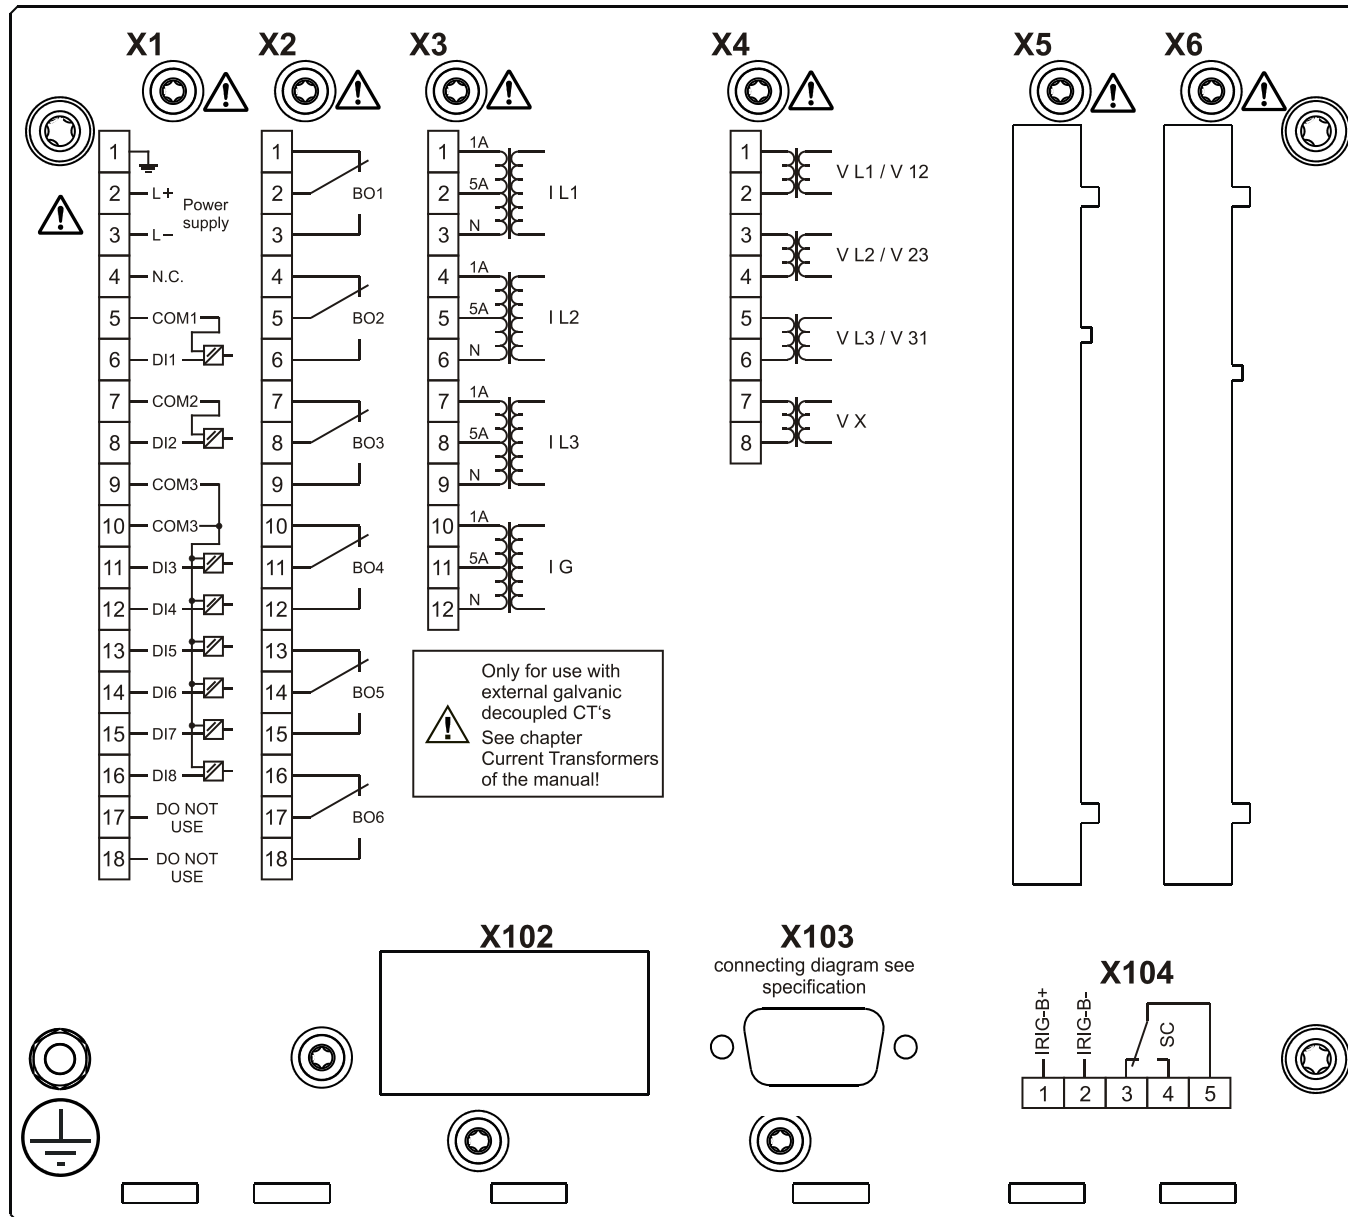 X1
X2
X3
X4
X5
X6
1
2 L+
Power
supply
3 L−
4 N.C.
5 COM1
6 DI1
7 COM2
8 DI2
9 COM3
10 COM3
11 DI3
12 DI4
13 DI5
14 DI6
15 DI7
16 DI8
17 DO NOT
USE
18 DO NOT
USE
1
2 BO1
3
4
5 BO2
6
7
8 BO3
9
10
11 BO4
12
13
14 BO5
15
16
17 BO6
18
1 1A
2 5A I L1
3 N
4 1A
5 5A I L2
6 N
7 1A
8 5A I L3
9 N
10 1A
11 5A I G
12 N
Only for use with
external galvanic
decoupled CT‘s
See chapter
Current Transformers
of the manual!
1
V L1 / V 12
2
3
V L2 / V 23
4
5
V L3 / V 31
6
7
V X
8
X102
X103
connecting diagram see
specification
X104
IRIG-B+
IRIG-B-
SC
1 2 3 4 5